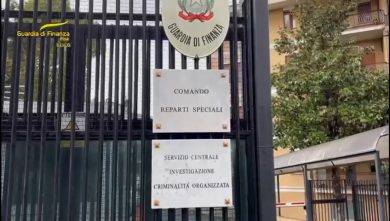 Guardia di Finanza
GUARDIA DI FINANZA
COMANDO
REPARTI SPECIALI
SERVIZIO CENTRALE
INVESTIGAZIONE
CRIMINALITÀ ORGANIZZATA